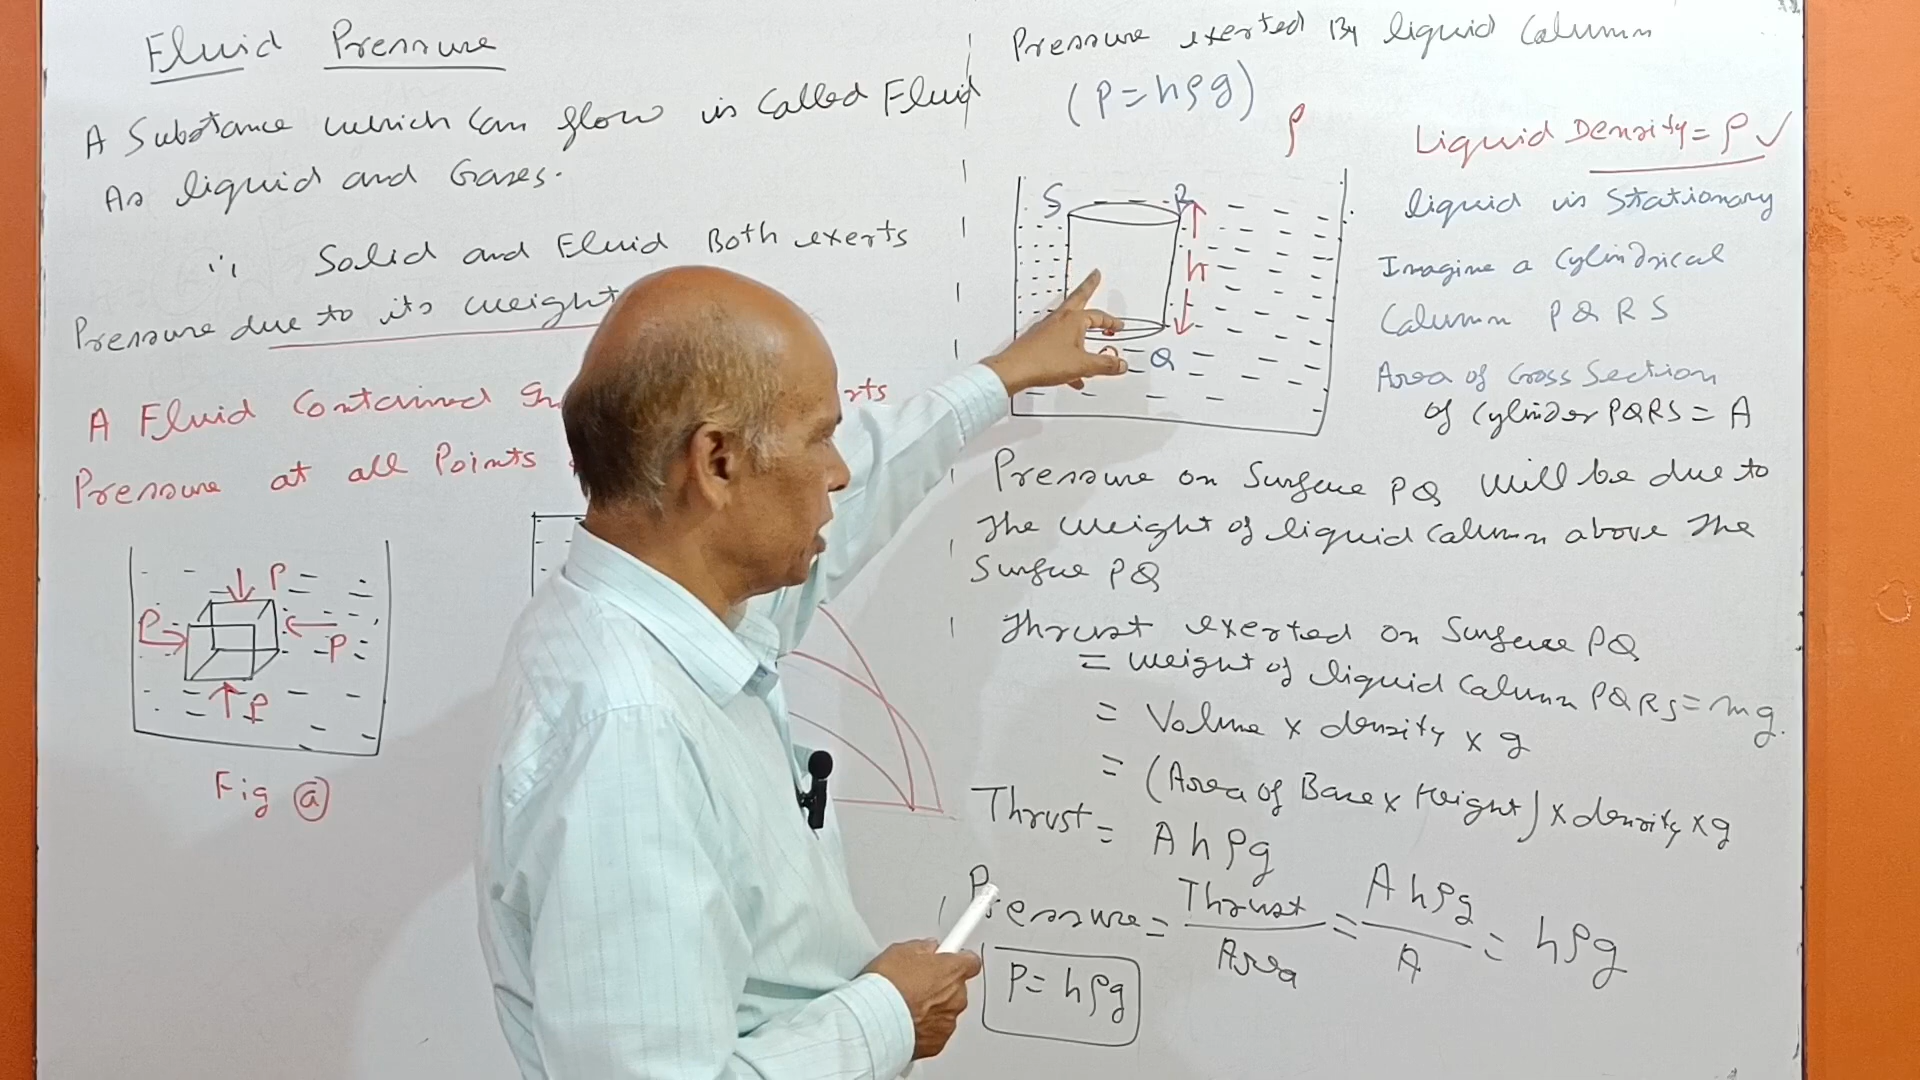 Fluid Pressure
A Substance which can flow is called Fluid
As liquid and Gases.
∵ Solid and Fluid Both exerts
Pressure due to its weight
A Fluid Contained
rts
Pressure at all Points
P
P
P
P
Fig (a)
Pressure exerted By liquid Column
(P = hρg)
ρ
Liquid Density = ρ ✓
S
R
h
Q
liquid is Stationary
Imagine a Cylindrical
Column PQRS
Area of Cross Section
of Cylinder PQRS = A
Pressure on Surface PQ will be due to
the weight of liquid column above the
Surface PQ
Thrust exerted on Surface PQ
= weight of liquid Column PQRS = mg.
= Volume × density × g
= (Area of Base × Height) × density × g
Thrust = Ahρg
Pressure = Thrust/Area = Ahρg/A = hρg
P = hρg